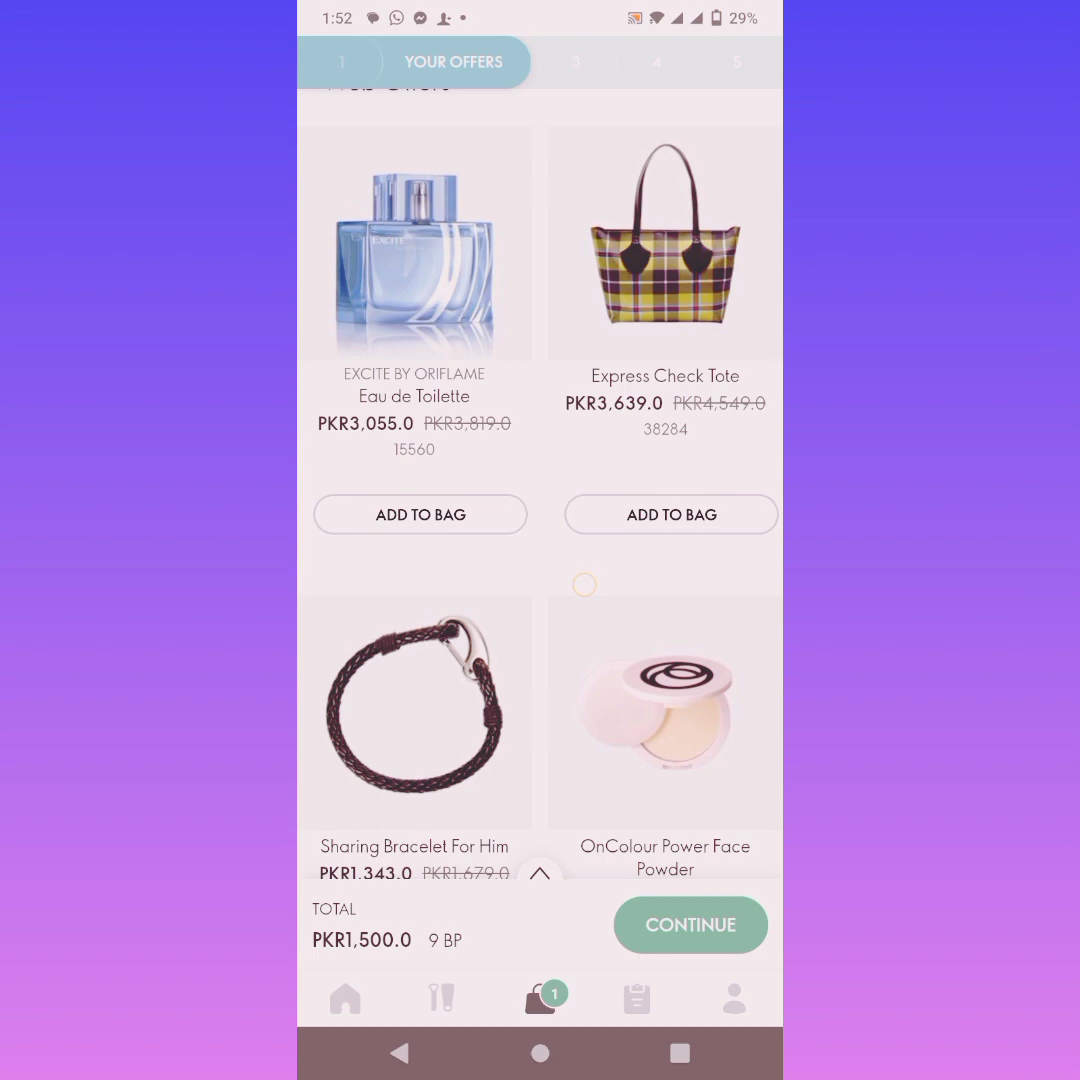 1:52
29%
1
YOUR OFFERS
3
4
5
EXCITE
EXCITE BY ORIFLAME
Eau de Toilette
PKR3,055.0 PKR3,819.0
15560
Express Check Tote
PKR3,639.0 PKR4,549.0
38284
ADD TO BAG
ADD TO BAG
Sharing Bracelet For Him
PKR1,343.0 PKR1,679.0
OnColour Power Face
Powder
TOTAL
PKR1,500.0 9 BP
CONTINUE
1